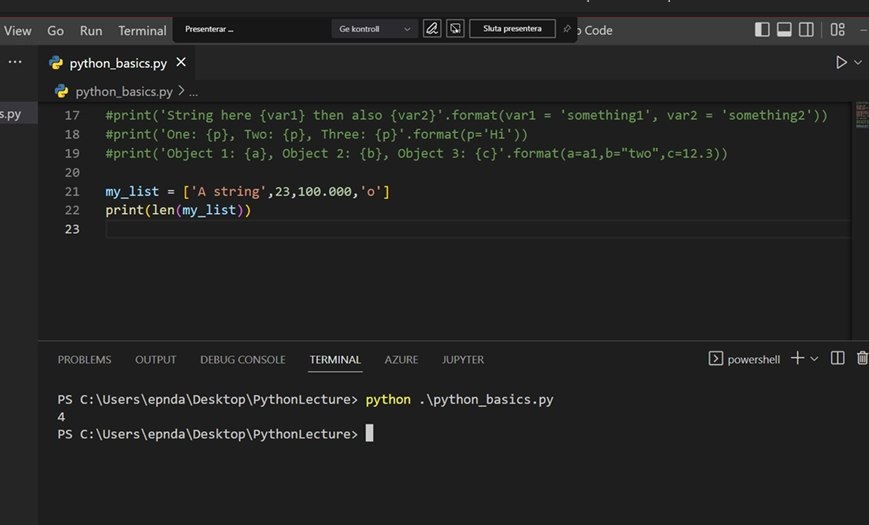 View Go Run Terminal Presenterar ... Ge kontroll Sluta presentera Code
... python_basics.py
s.py python_basics.py > ...
17 #print('String here {var1} then also {var2}'.format(var1 = 'something1', var2 = 'something2'))
18 #print('One: {p}, Two: {p}, Three: {p}'.format(p='Hi'))
19 #print('Object 1: {a}, Object 2: {b}, Object 3: {c}'.format(a=a1,b="two",c=12.3))
20
21 my_list = ['A string',23,100.000,'o']
22 print(len(my_list))
23
PROBLEMS OUTPUT DEBUG CONSOLE TERMINAL AZURE JUPYTER powershell
PS C:\Users\epnda\Desktop\PythonLecture> python .\python_basics.py
4
PS C:\Users\epnda\Desktop\PythonLecture>